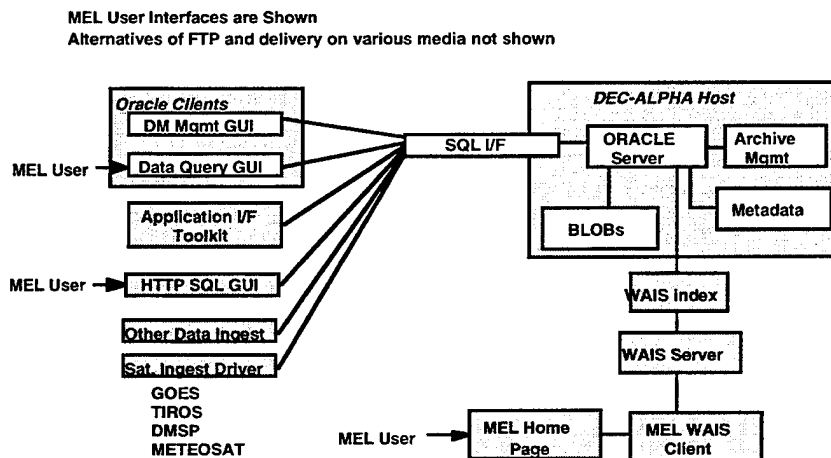 MEL User Interfaces are Shown
Alternatives of FTP and delivery on various media not shown
Oracle Clients
DM Mqmt GUI
MEL User
Data Query GUI
Application I/F
Toolkit
MEL User
HTTP SQL GUI
Other Data Ingest
Sat. Ingest Driver
GOES
TIROS
DMSP
METEOSAT
SQL I/F
DEC-ALPHA Host
ORACLE
Server
Archive
Mqmt
BLOBs
Metadata
WAIS index
WAIS Server
MEL User
MEL Home
Page
MEL WAIS
Client